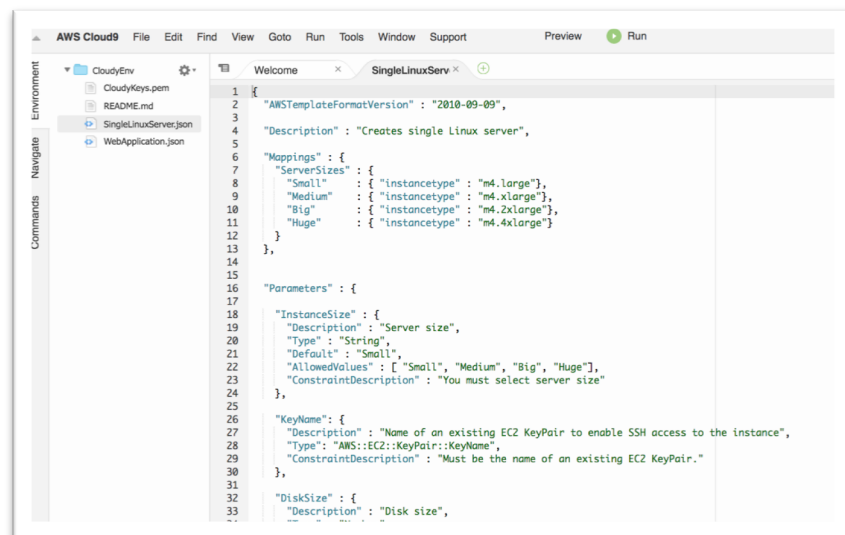 AWS Cloud9 File Edit Find View Goto Run Tools Window Support Preview Run
Environment
Navigate
Commands
CloudyEnv
CloudyKeys.pem
README.md
SingleLinuxServer.json
WebApplication.json
Welcome × SingleLinuxServ ×
1 {
2 "AWSTemplateFormatVersion" : "2010-09-09",
3
4 "Description" : "Creates single Linux server",
5
6 "Mappings" : {
7 "ServerSizes" : {
8 "Small" : { "instancetype" : "m4.large"},
9 "Medium" : { "instancetype" : "m4.xlarge"},
10 "Big" : { "instancetype" : "m4.2xlarge"},
11 "Huge" : { "instancetype" : "m4.4xlarge"}
12 }
13 },
14
15
16 "Parameters" : {
17
18 "InstanceSize" : {
19 "Description" : "Server size",
20 "Type" : "String",
21 "Default" : "Small",
22 "AllowedValues" : [ "Small", "Medium", "Big", "Huge"],
23 "ConstraintDescription" : "You must select server size"
24 },
25
26 "KeyName": {
27 "Description" : "Name of an existing EC2 KeyPair to enable SSH access to the instance",
28 "Type": "AWS::EC2::KeyPair::KeyName",
29 "ConstraintDescription" : "Must be the name of an existing EC2 KeyPair."
30 },
31
32 "DiskSize" : {
33 "Description" : "Disk size",